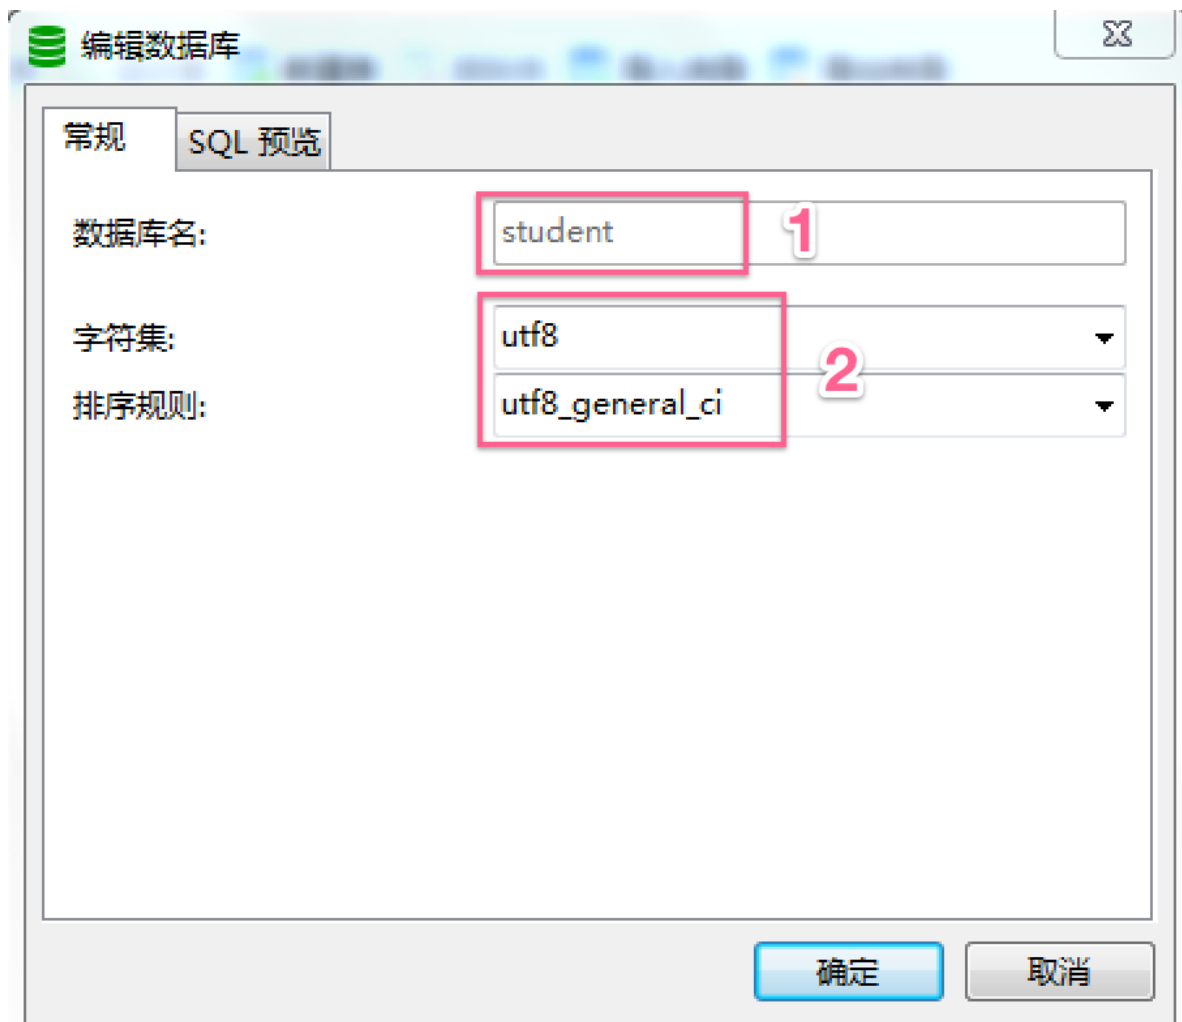 编辑数据库
常规
SQL 预览
数据库名:
student
1
字符集:
utf8
2
排序规则:
utf8_general_ci
确定
取消